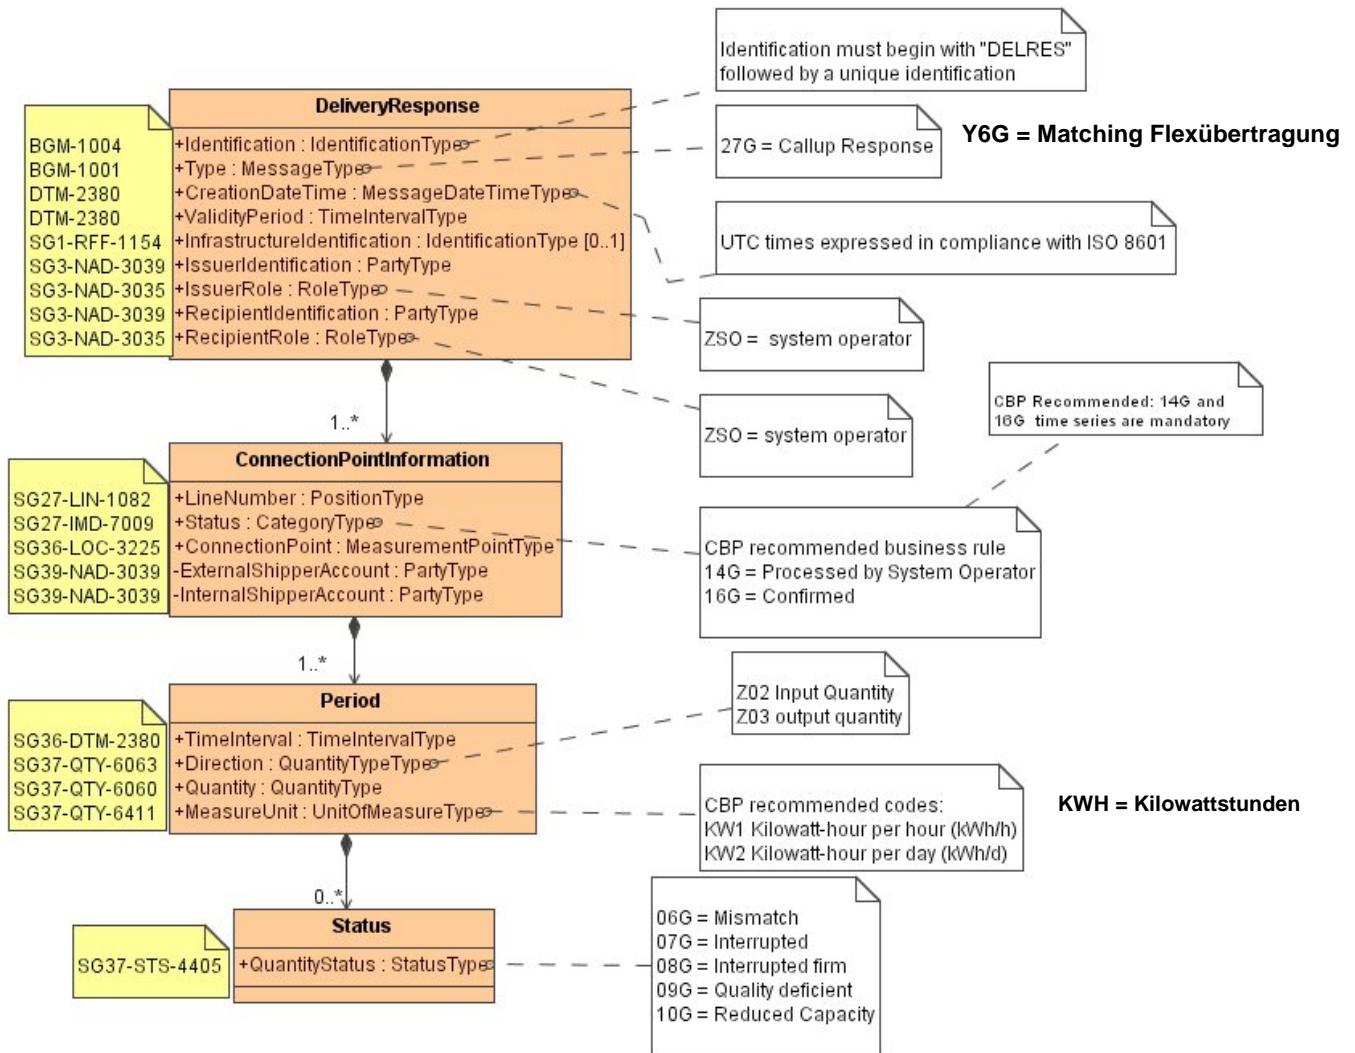 Identification must begin with "DELRES"
followed by a unique identification
DeliveryResponse
BGM-1004
BGM-1001
DTM-2380
DTM-2380
SG1-RFF-1154
SG3-NAD-3039
SG3-NAD-3035
SG3-NAD-3039
SG3-NAD-3035
+Identification : IdentificationType
+Type : MessageType
+CreationDateTime : MessageDateTimeType
+ValidityPeriod : TimeIntervalType
+InfrastructureIdentification : IdentificationType [0..1]
+IssuerIdentification : PartyType
+IssuerRole : RoleType
+RecipientIdentification : PartyType
+RecipientRole : RoleType
27G = Callup Response
Y6G = Matching Flexübertragung
UTC times expressed in compliance with ISO 8601
ZSO = system operator
ZSO = system operator
CBP Recommended: 14G and
16G time series are mandatory
1..*
ConnectionPointInformation
SG27-LIN-1082
SG27-IMD-7009
SG36-LOC-3225
SG39-NAD-3039
SG39-NAD-3039
+LineNumber : PositionType
+Status : CategoryType
+ConnectionPoint : MeasurementPointType
-ExternalShipperAccount : PartyType
-InternalShipperAccount : PartyType
CBP recommended business rule
14G = Processed by System Operator
16G = Confirmed
1..*
Period
SG36-DTM-2380
SG37-QTY-6063
SG37-QTY-6060
SG37-QTY-6411
+TimeInterval : TimeIntervalType
+Direction : QuantityTypeType
+Quantity : QuantityType
+MeasureUnit : UnitOfMeasureType
Z02 Input Quantity
Z03 output quantity
CBP recommended codes:
KW1 Kilowatt-hour per hour (kWh/h)
KW2 Kilowatt-hour per day (kWh/d)
KWH = Kilowattstunden
0..*
Status
SG37-STS-4405
+QuantityStatus : StatusType
06G = Mismatch
07G = Interrupted
08G = Interrupted firm
09G = Quality deficient
10G = Reduced Capacity